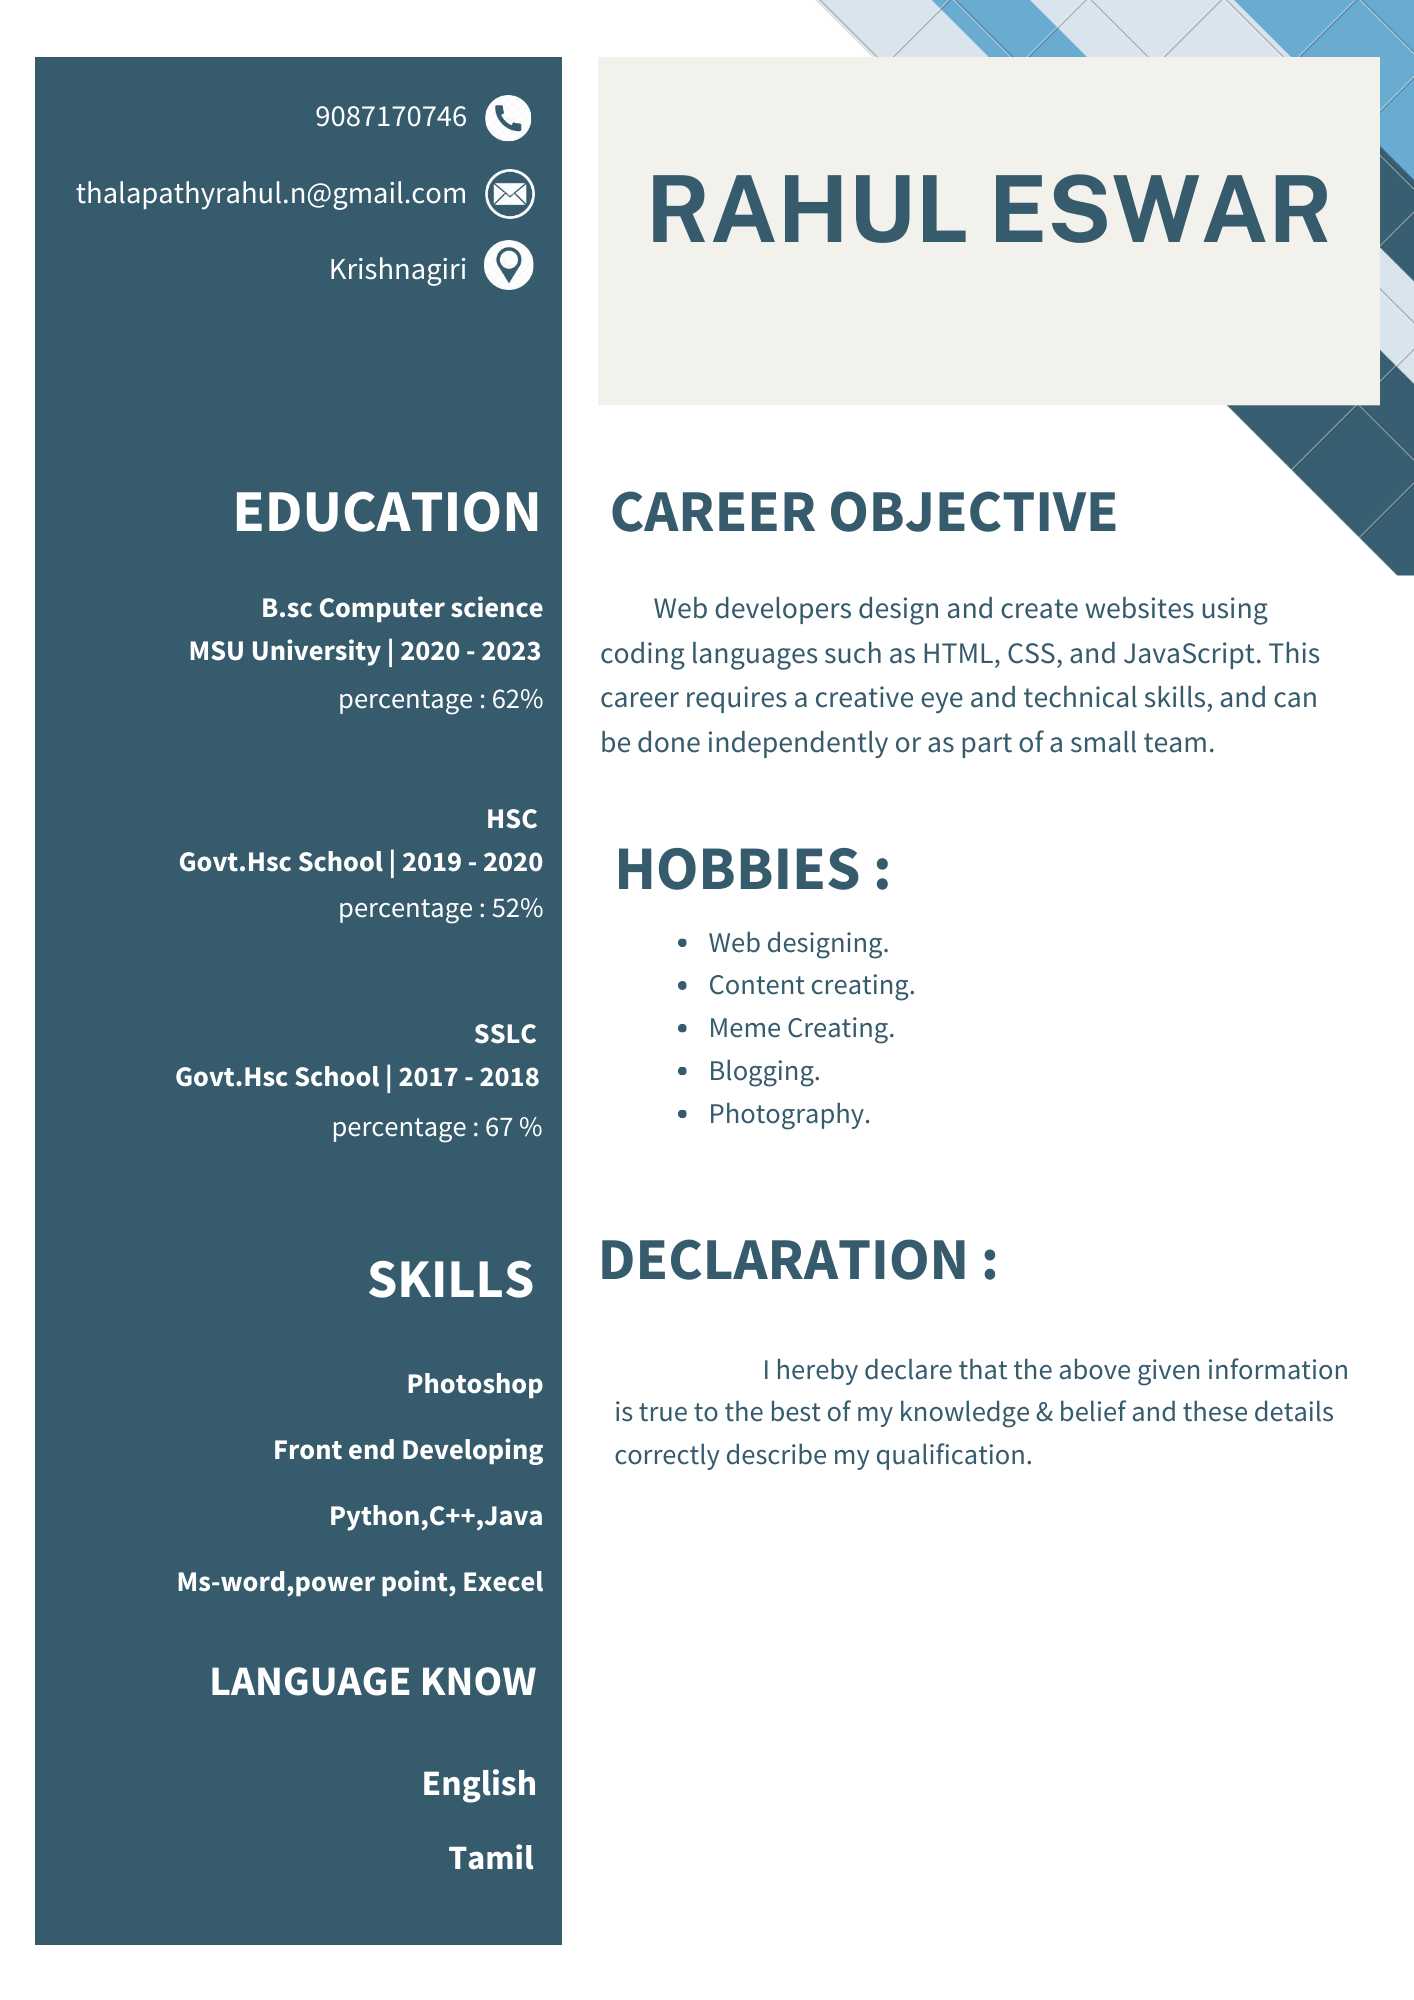 9087170746
thalapathyrahul.n@gmail.com
Krishnagiri
EDUCATION
B.sc Computer science
MSU University | 2020 - 2023
percentage : 62%
HSC
Govt.Hsc School | 2019 - 2020
percentage : 52%
SSLC
Govt.Hsc School | 2017 - 2018
percentage : 67 %
SKILLS
Photoshop
Front end Developing
Python,C++,Java
Ms-word,power point, Execel
LANGUAGE KNOW
English
Tamil
RAHUL ESWAR
CAREER OBJECTIVE
Web developers design and create websites using
coding languages such as HTML, CSS, and JavaScript. This
career requires a creative eye and technical skills, and can
be done independently or as part of a small team.
HOBBIES :
• Web designing.
• Content creating.
• Meme Creating.
• Blogging.
• Photography.
DECLARATION :
I hereby declare that the above given information
is true to the best of my knowledge & belief and these details
correctly describe my qualification.